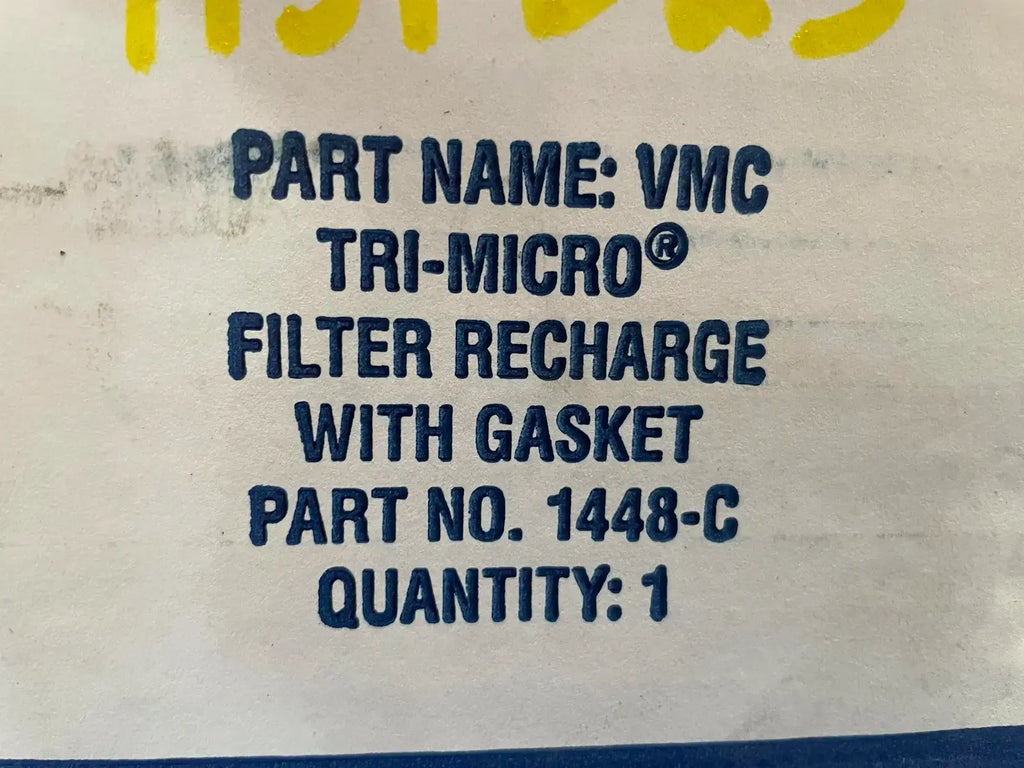 PART NAME: VMC
TRI-MICRO®
FILTER RECHARGE
WITH GASKET
PART NO. 1448-C
QUANTITY: 1